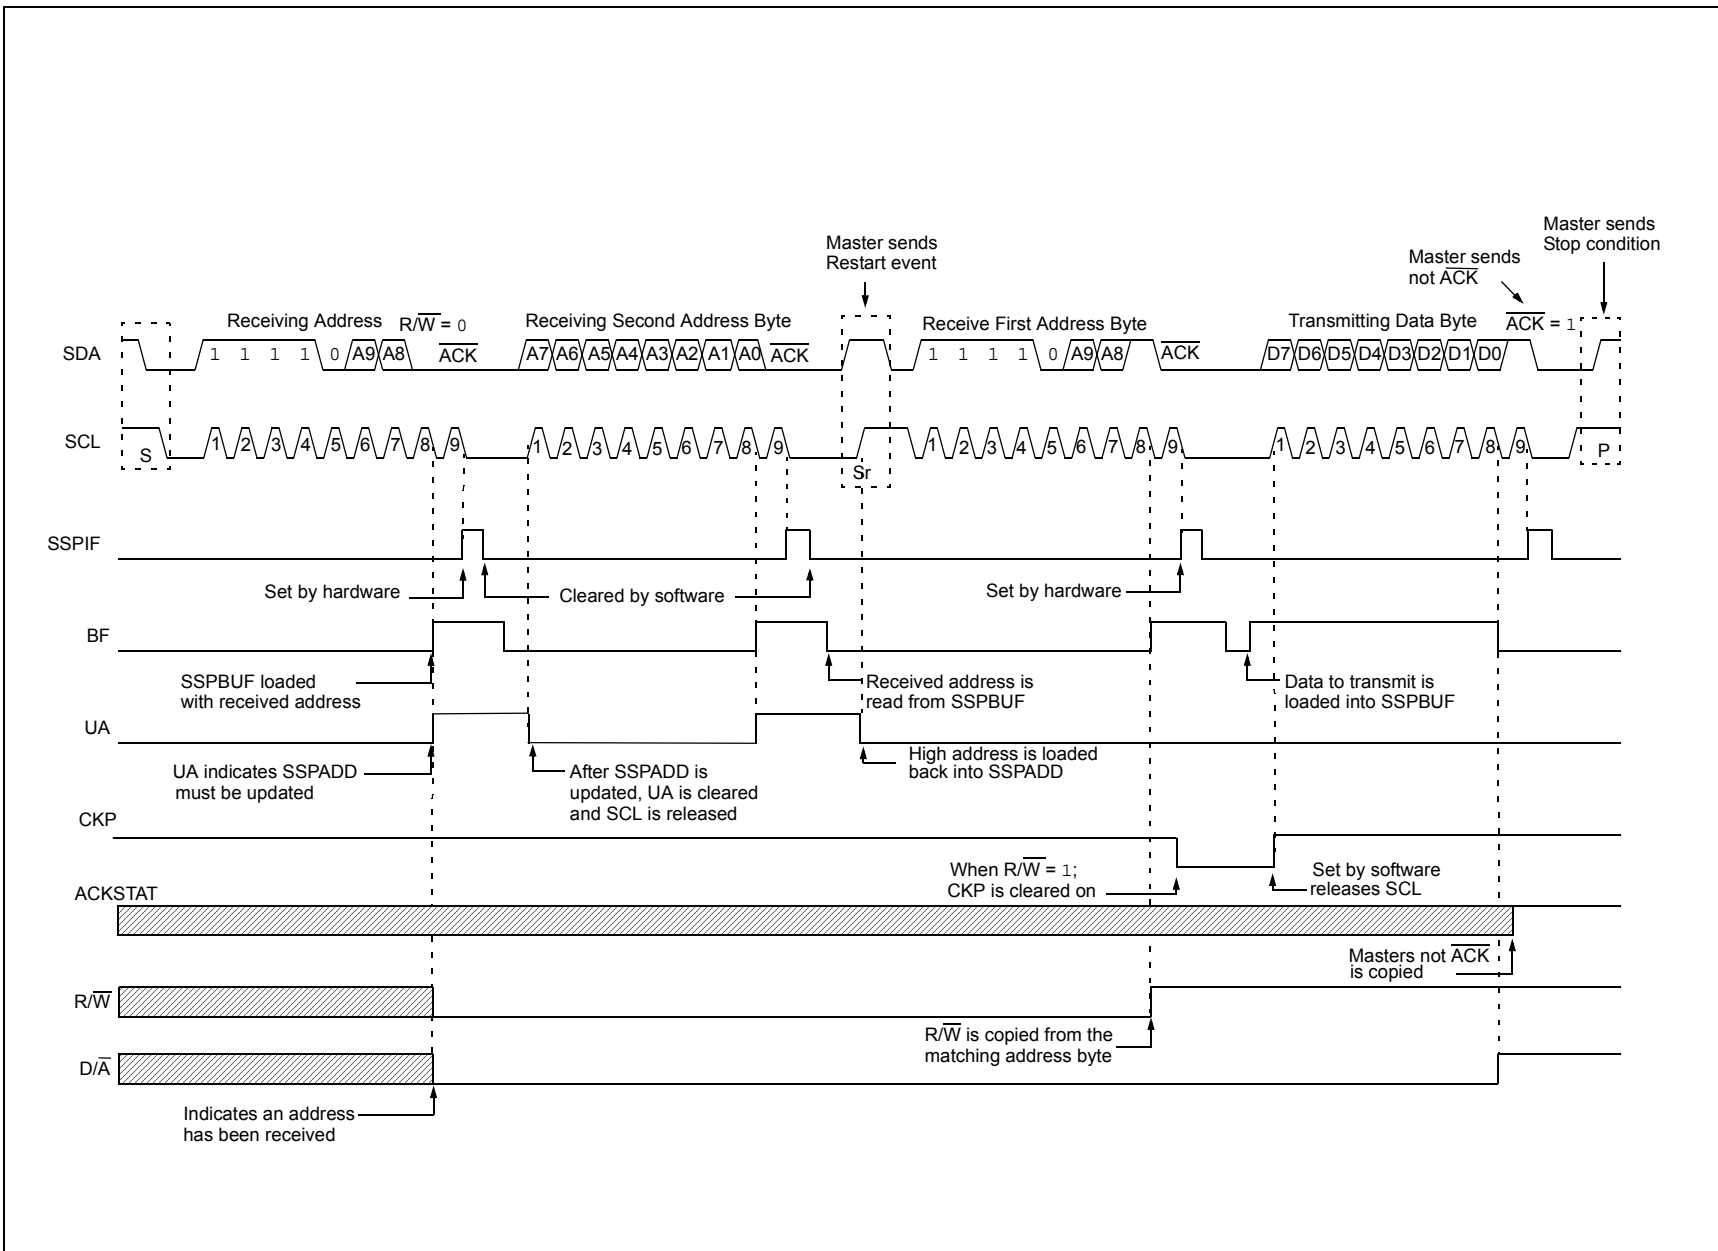 Master sends
Stop condition
Master sends
Restart event
Master sends
not ACK
Receiving Address R/W = 0
Receiving Second Address Byte
Receive First Address Byte
Transmitting Data Byte
ACK = 1
SDA
1 1 1 1 0 A9 A8 ACK
A7 A6 A5 A4 A3 A2 A1 A0 ACK
1 1 1 1 0 A9 A8 ACK
D7 D6 D5 D4 D3 D2 D1 D0
SCL
S
1 2 3 4 5 6 7 8 9
1 2 3 4 5 6 7 8 9
Sr
1 2 3 4 5 6 7 8 9
1 2 3 4 5 6 7 8 9
P
SSPIF
Set by hardware
Cleared by software
Set by hardware
BF
SSPBUF loaded
with received address
Received address is
read from SSPBUF
Data to transmit is
loaded into SSPBUF
UA
UA indicates SSPADD
must be updated
After SSPADD is
updated, UA is cleared
and SCL is released
High address is loaded
back into SSPADD
CKP
When R/W = 1;
CKP is cleared on
Set by software
releases SCL
ACKSTAT
Masters not ACK
is copied
R/W
R/W is copied from the
matching address byte
D/A
Indicates an address
has been received